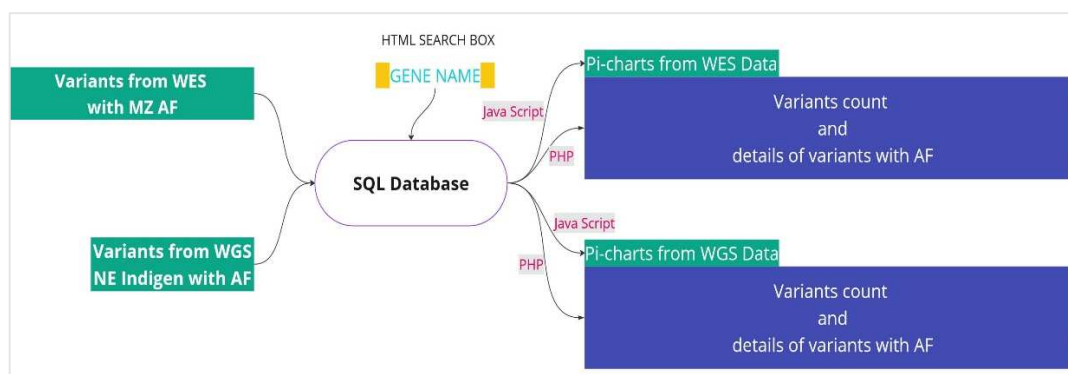 HTML SEARCH BOX
GENE NAME
Variants from WES
with MZ AF
Variants from WGS
NE Indigen with AF
SQL Database
Java Script
PHP
Java Script
PHP
Pi-charts from WES Data
Variants count
and
details of variants with AF
Pi-charts from WGS Data
Variants count
and
details of variants with AF